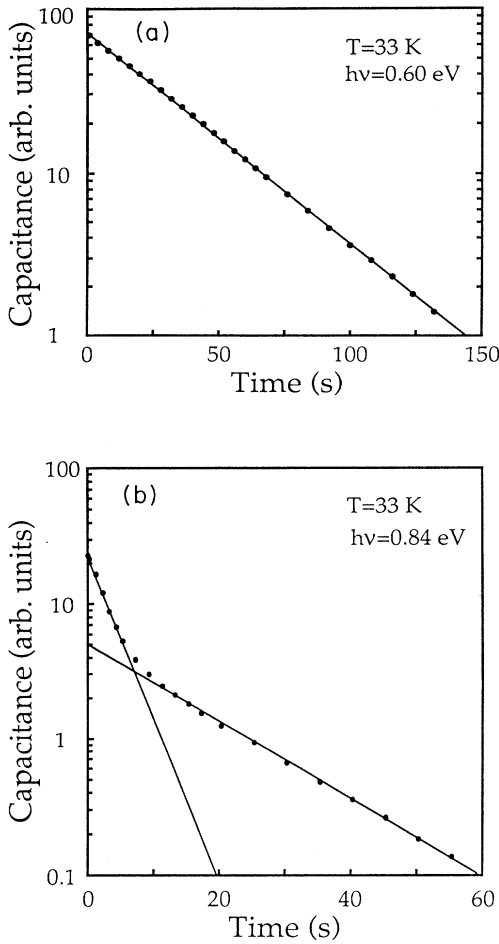 100
(a)
T=33 K
hν=0.60 eV
Capacitance (arb. units)
10
1
0
50
100
150
Time (s)
100
(b)
T=33 K
hν=0.84 eV
Capacitance (arb. units)
10
1
0.1
0
20
40
60
Time (s)